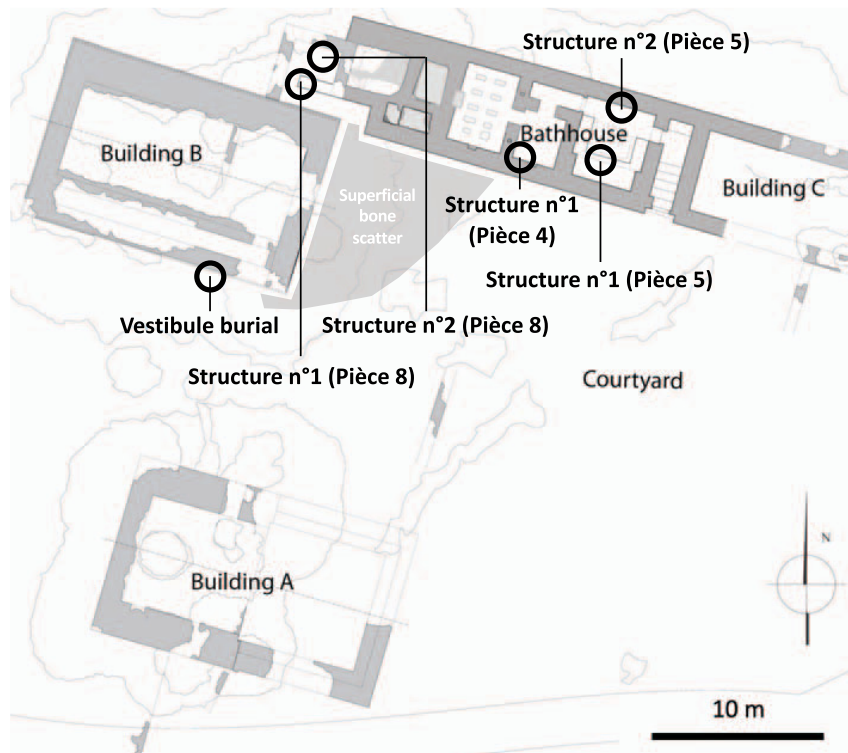 Structure n°2 (Pièce 5)
Bathhouse
Building B
Building C
Superficial
bone
scatter
Structure n°1
(Pièce 4)
Structure n°1 (Pièce 5)
Vestibule burial
Structure n°2 (Pièce 8)
Structure n°1 (Pièce 8)
Courtyard
Building A
N
10 m